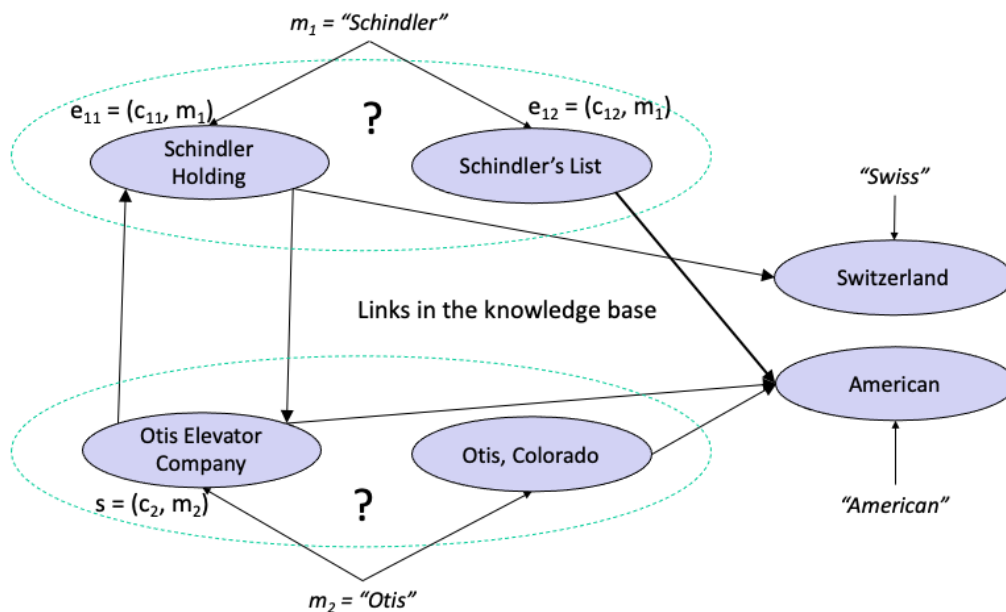 m₁ = “Schindler”
e₁₁ = (c₁₁, m₁)
?
e₁₂ = (c₁₂, m₁)
Schindler
Holding
Schindler’s List
“Swiss”
Switzerland
Links in the knowledge base
American
Otis Elevator
Company
Otis, Colorado
s = (c₂, m₂)
?
“American”
m₂ = “Otis”